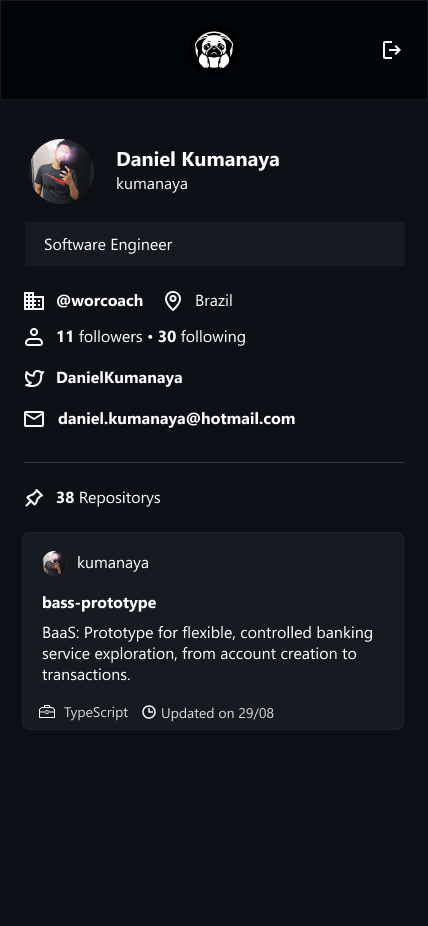 Daniel Kumanaya
kumanaya
Software Engineer
@worcoach Brazil
11 followers • 30 following
DanielKumanaya
daniel.kumanaya@hotmail.com
38 Repositorys
kumanaya
bass-prototype
BaaS: Prototype for flexible, controlled banking
service exploration, from account creation to
transactions.
TypeScript Updated on 29/08